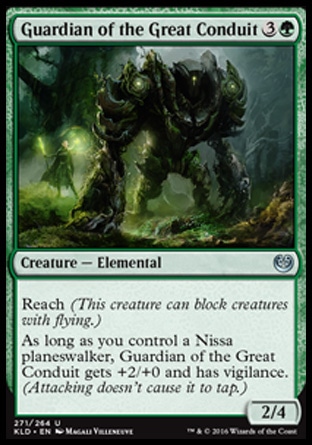 Guardian of the Great Conduit 3
Creature — Elemental
Reach (This creature can block creatures
with flying.)
As long as you control a Nissa
planeswalker, Guardian of the Great
Conduit gets +2/+0 and has vigilance.
(Attacking doesn't cause it to tap.)
2/4
271/264 U
KLD • EN Magali Villeneuve
™ & © 2016 Wizards of the Coast